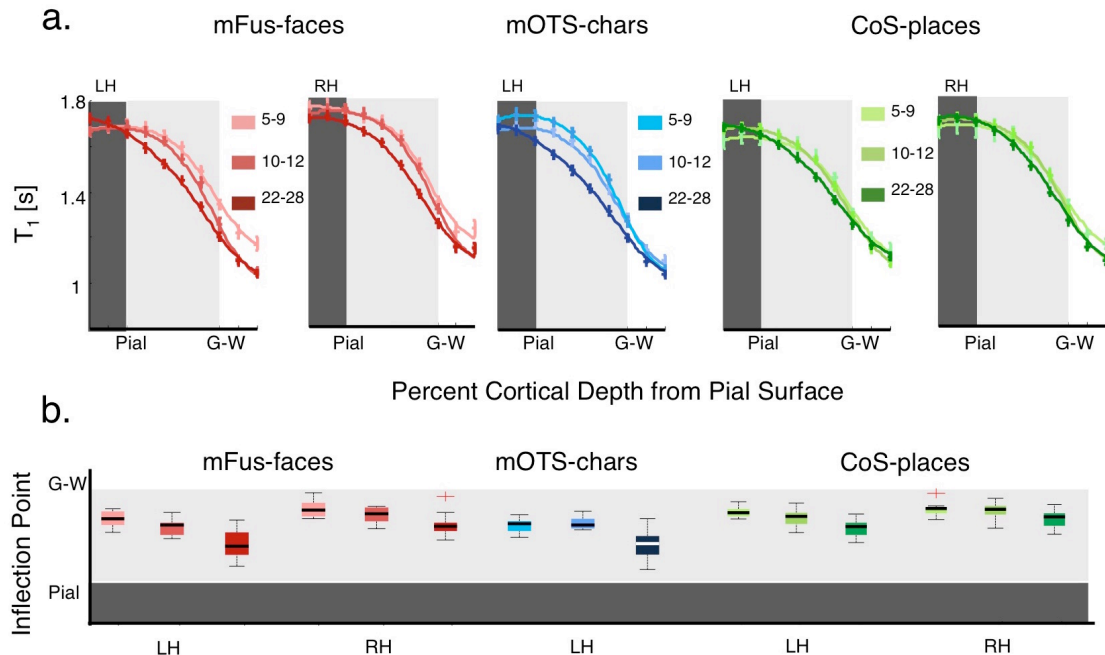 a.
mFus-faces mOTS-chars CoS-places
LH RH LH LH RH
1.8
1.4
1
T1 [s]
5-9
10-12
22-28
5-9
10-12
22-28
5-9
10-12
22-28
Pial G-W Pial G-W Pial G-W Pial G-W Pial G-W
Percent Cortical Depth from Pial Surface
b.
mFus-faces mOTS-chars CoS-places
G-W
Pial
Inflection Point
LH RH LH LH RH